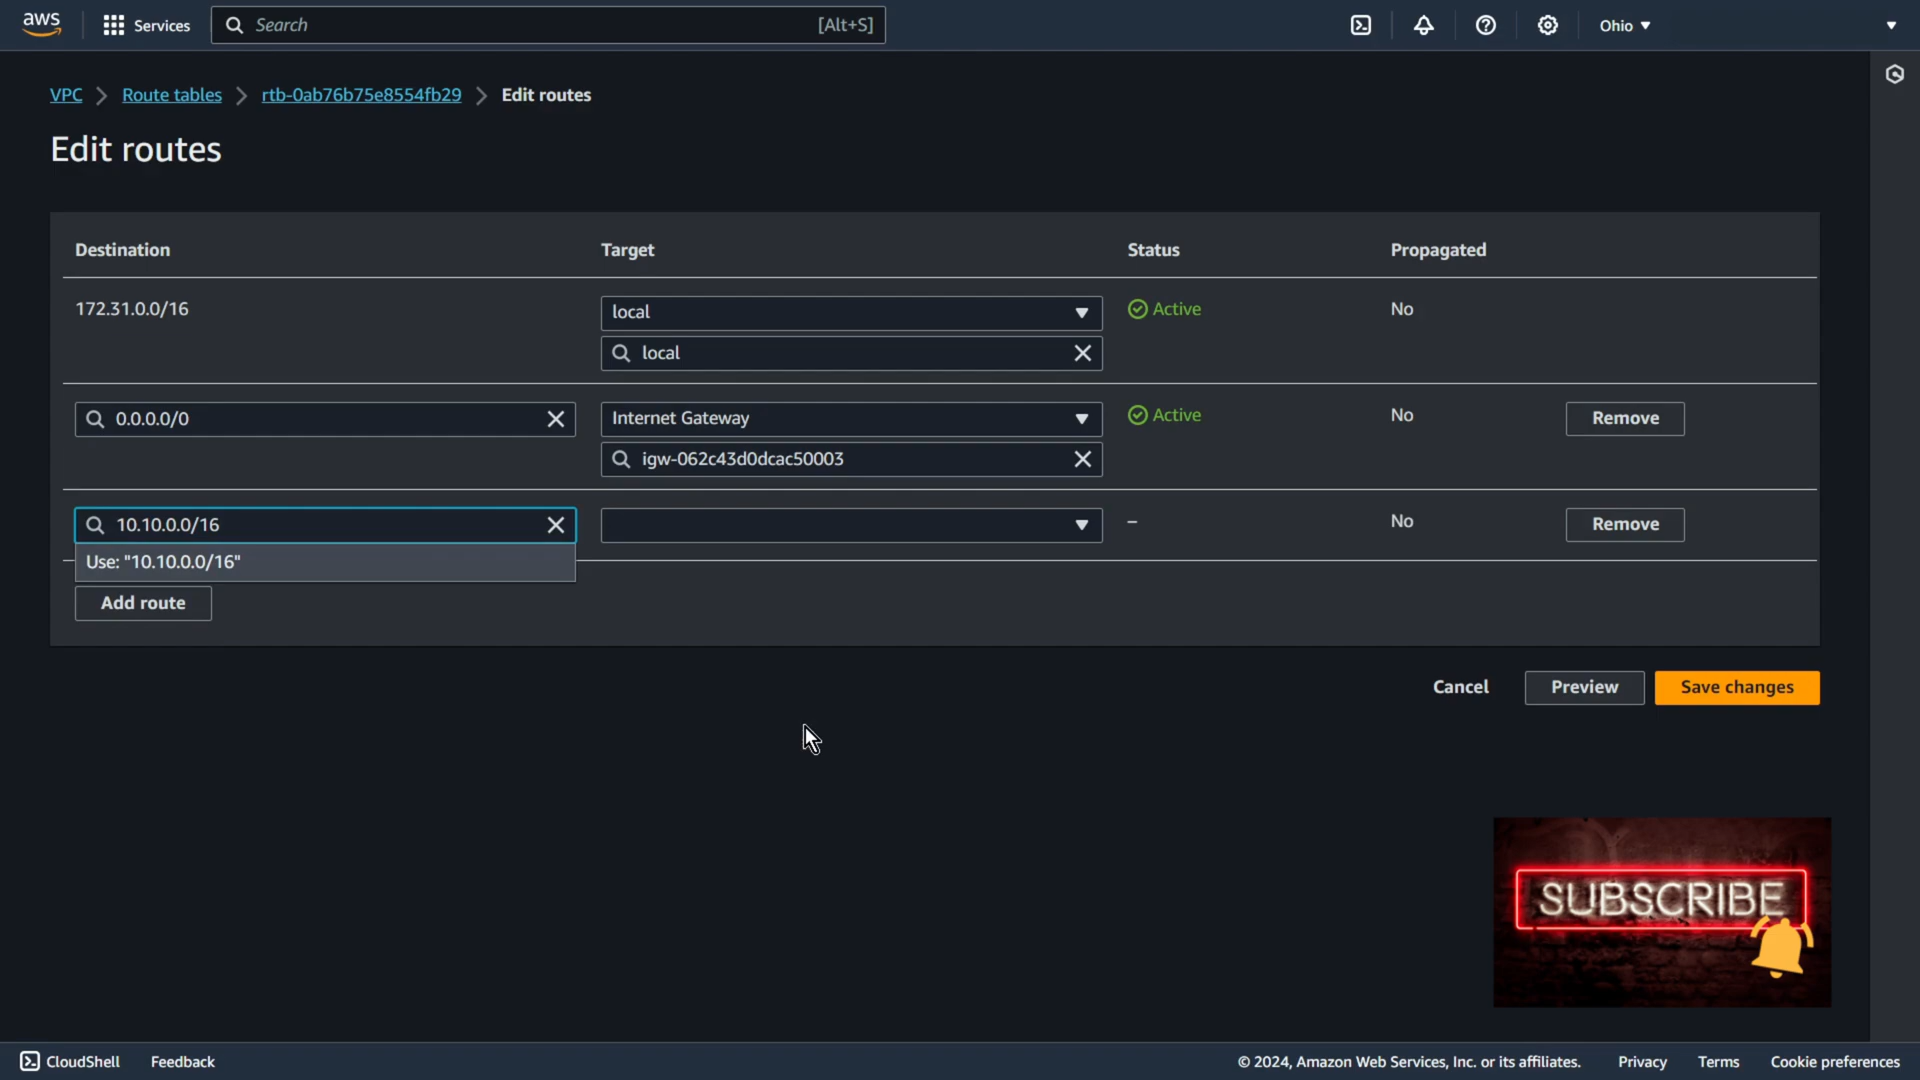 aws
Services
Search
[Alt+S]
Ohio
VPC
Route tables
rtb-0ab76b75e8554fb29
Edit routes
Edit routes
Destination
Target
Status
Propagated
172.31.0.0/16
local
Active
No
local
0.0.0.0/0
Internet Gateway
Active
No
Remove
igw-062c43d0dcac50003
10.10.0.0/16
–
No
Remove
Use: "10.10.0.0/16"
Add route
Cancel
Preview
Save changes
SUBSCRIBE
CloudShell
Feedback
© 2024, Amazon Web Services, Inc. or its affiliates.
Privacy
Terms
Cookie preferences